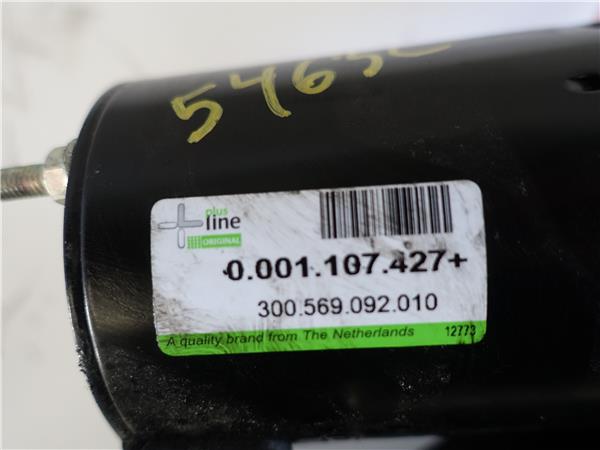 5463
plus
line
ORIGINAL
0.001.107.427+
300.569.092.010
A quality brand from The Netherlands 12773